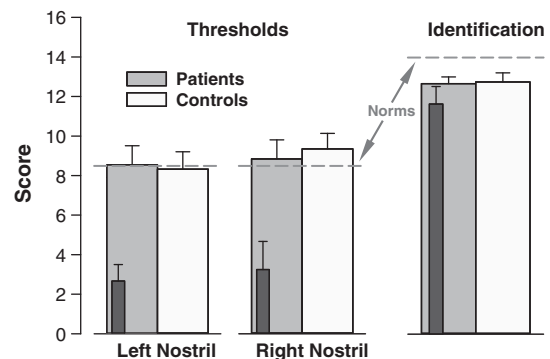 Thresholds Identification
Patients
Controls
Norms
Score
16
14
12
10
8
6
4
2
0
Left Nostril Right Nostril